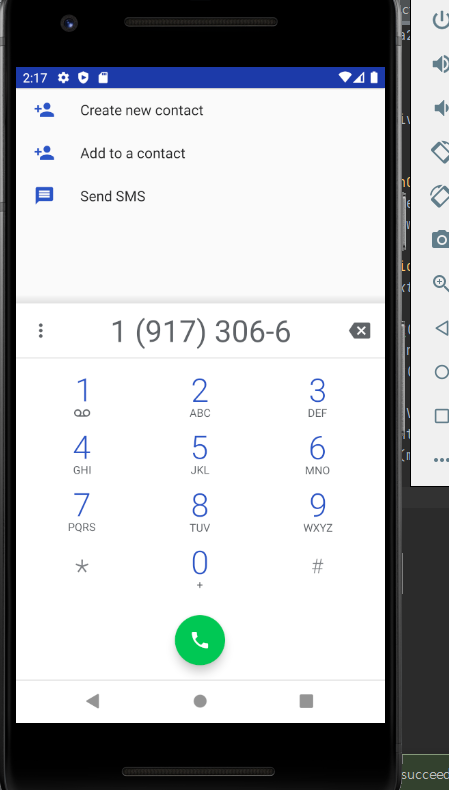 2:17
Create new contact
Add to a contact
Send SMS
1 (917) 306-6
1 2 3
ABC DEF
4 5 6
GHI JKL MNO
7 8 9
PQRS TUV WXYZ
* 0 #
+
succeed